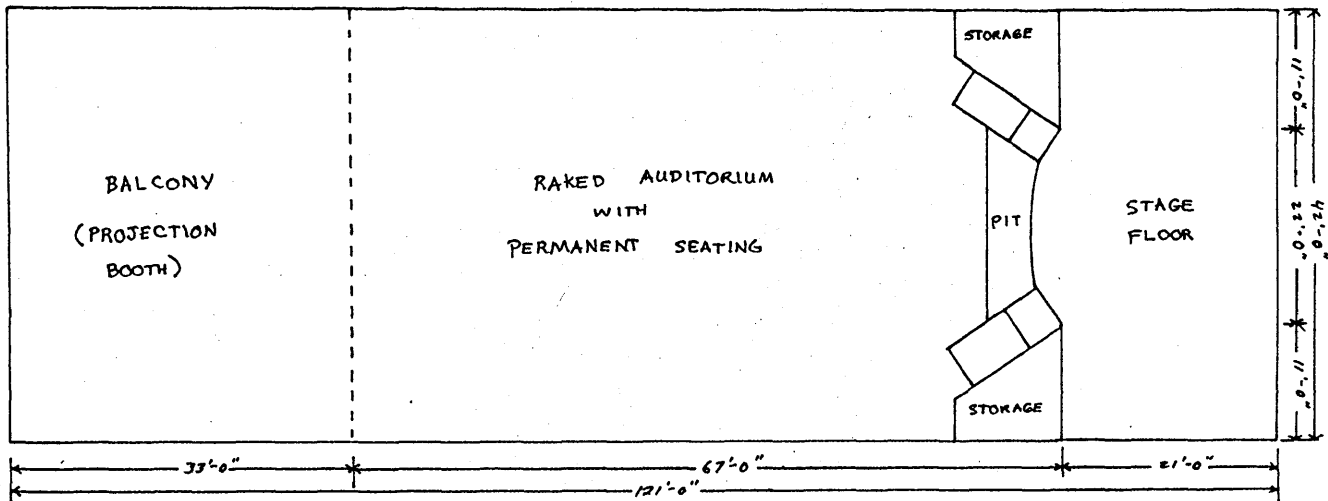 STORAGE
11'-0"
BALCONY
(PROJECTION
BOOTH)
RAKED AUDITORIUM
WITH
PERMANENT SEATING
PIT
STAGE
FLOOR
22'-0"
42'-0"
STORAGE
11'-0"
33'-0"
67'-0"
21'-0"
121'-0"